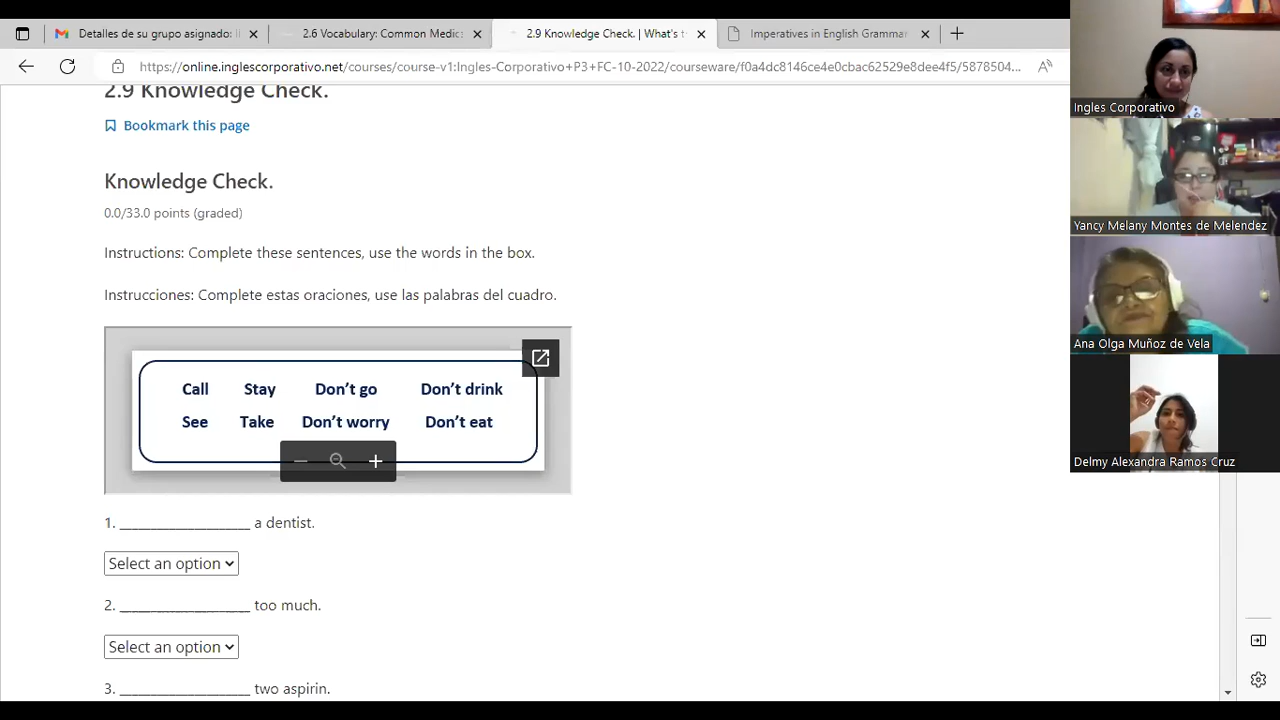 Detalles de su grupo asignado: I
2.6 Vocabulary: Common Medic
2.9 Knowledge Check. | What's t
Imperatives in English Grammar
https://online.inglescorporativo.net/courses/course-v1:Ingles-Corporativo+P3+FC-10-2022/courseware/f0a4dc8146ce4e0cbac62529e8dee4f5/5878504...
2.9 Knowledge Check.
Bookmark this page
Knowledge Check.
0.0/33.0 points (graded)
Instructions: Complete these sentences, use the words in the box.
Instrucciones: Complete estas oraciones, use las palabras del cuadro.
Call Stay Don't go Don't drink
See Take Don't worry Don't eat
1. ____________________ a dentist.
Select an option
2. ____________________ too much.
Select an option
3. ____________________ two aspirin.
Ingles Corporativo
Yancy Melany Montes de Melendez
Ana Olga Muñoz de Vela
Delmy Alexandra Ramos Cruz